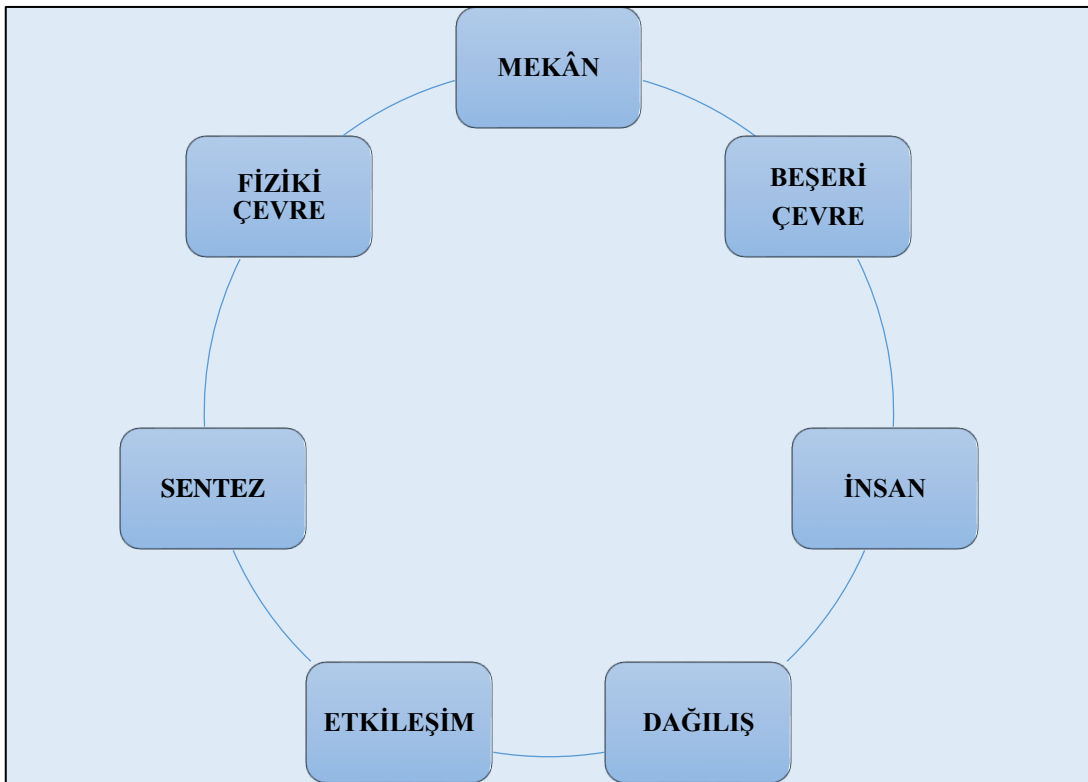 MEKÂN
FİZİKİ
ÇEVRE
BEŞERİ
ÇEVRE
SENTEZ
İNSAN
ETKİLEŞİM
DAĞILIŞ